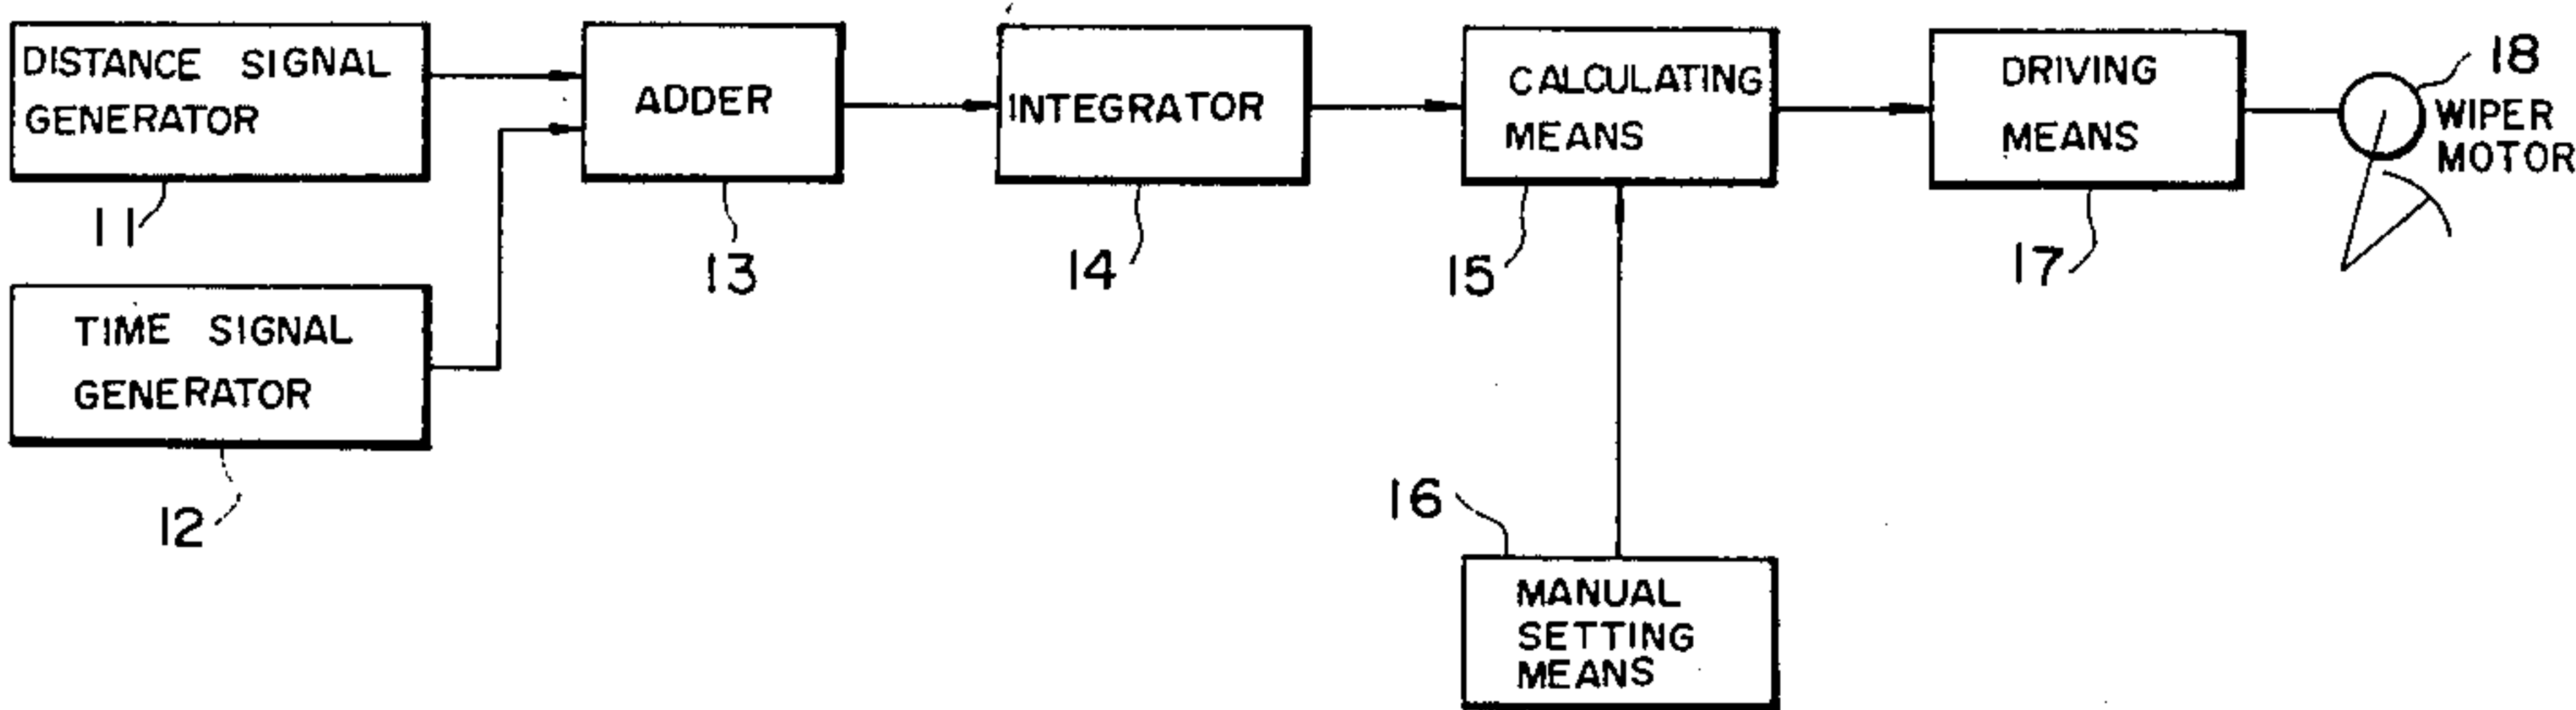 DISTANCE SIGNAL
GENERATOR
11
TIME SIGNAL
GENERATOR
12
ADDER
13
INTEGRATOR
14
CALCULATING
MEANS
15
MANUAL
SETTING
MEANS
16
DRIVING
MEANS
17
18
WIPER
MOTOR